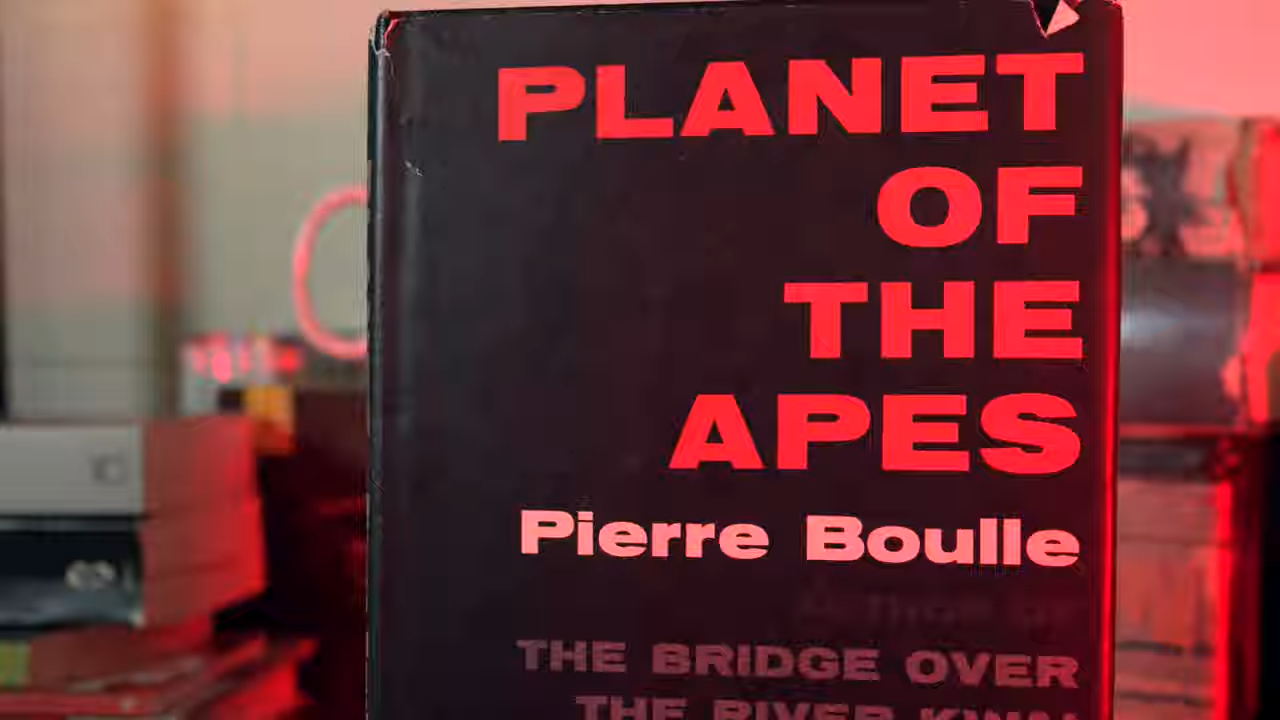 PLANET
OF
THE
APES
Pierre Boulle
AUTHOR OF
THE BRIDGE OVER
THE RIVER KWAI